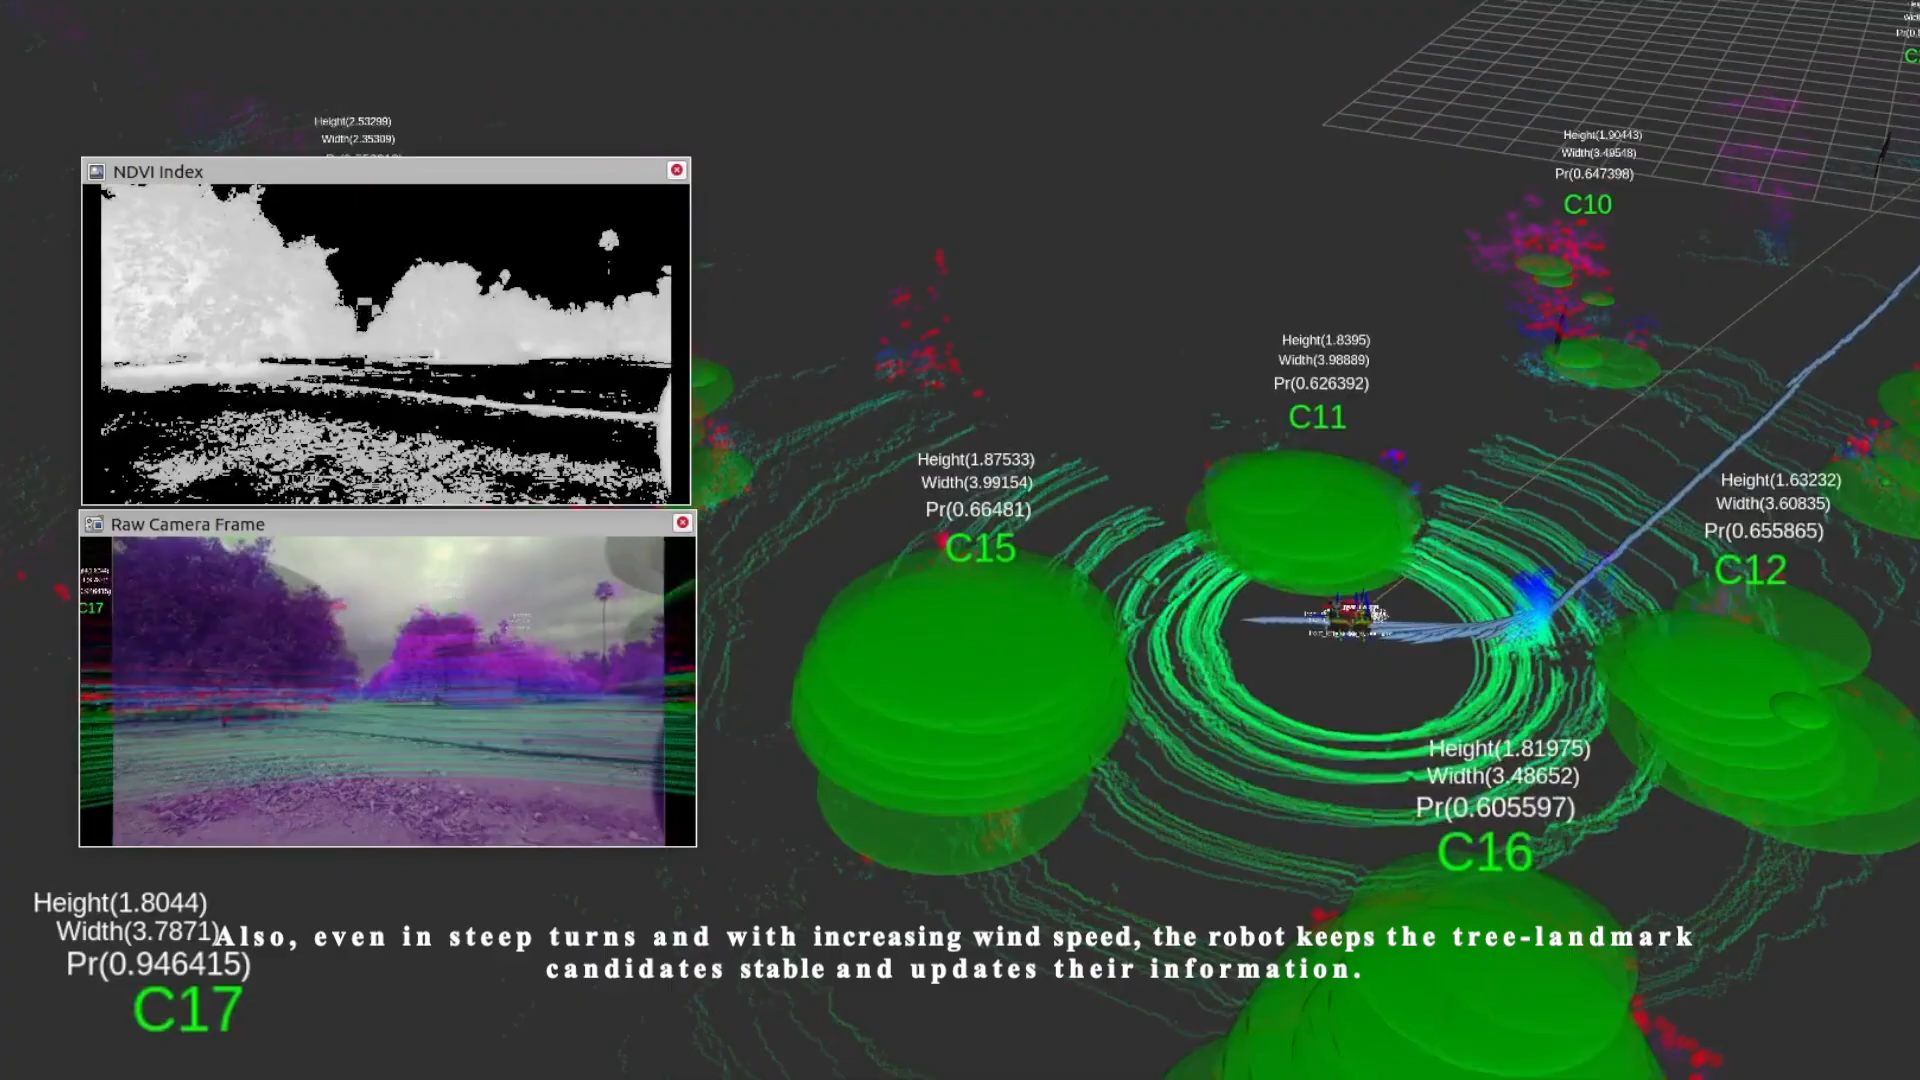 Height(2.53299)
Width(2.35309)
NDVI Index
Height(1.90443)
Width(3.49548)
Pr(0.647398)
C10
Height(1.8395)
Width(3.98889)
Pr(0.626392)
C11
Height(1.87533)
Width(3.99154)
Pr(0.66481)
C15
Height(1.63232)
Width(3.60835)
Pr(0.655865)
C12
Raw Camera Frame
C17
Height(1.81975)
Width(3.48652)
Pr(0.605597)
C16
Height(1.8044)
Width(3.7871)
Pr(0.946415)
C17
Also, even in steep turns and with increasing wind speed, the robot keeps the tree-landmark
candidates stable and updates their information.